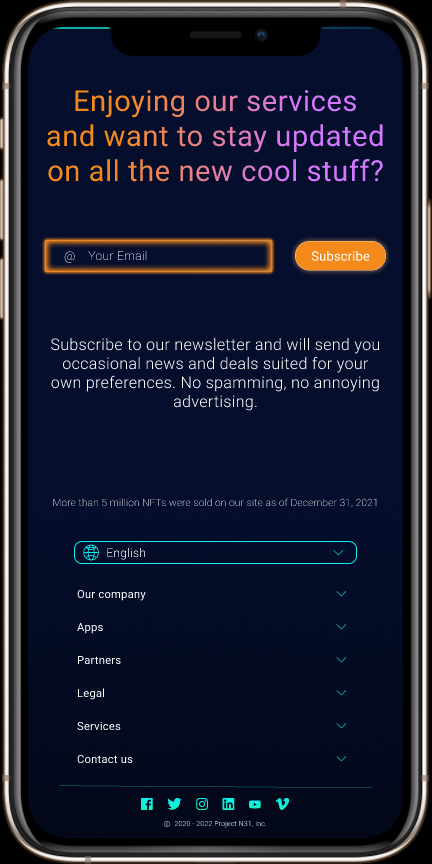 Enjoying our services
and want to stay updated
on all the new cool stuff?
@ Your Email
Subscribe
Subscribe to our newsletter and will send you
occasional news and deals suited for your
own preferences. No spamming, no annoying
advertising.
More than 5 million NFTs were sold on our site as of December 31, 2021
English
Our company
Apps
Partners
Legal
Services
Contact us
© 2020 - 2022 Project N31, Inc.